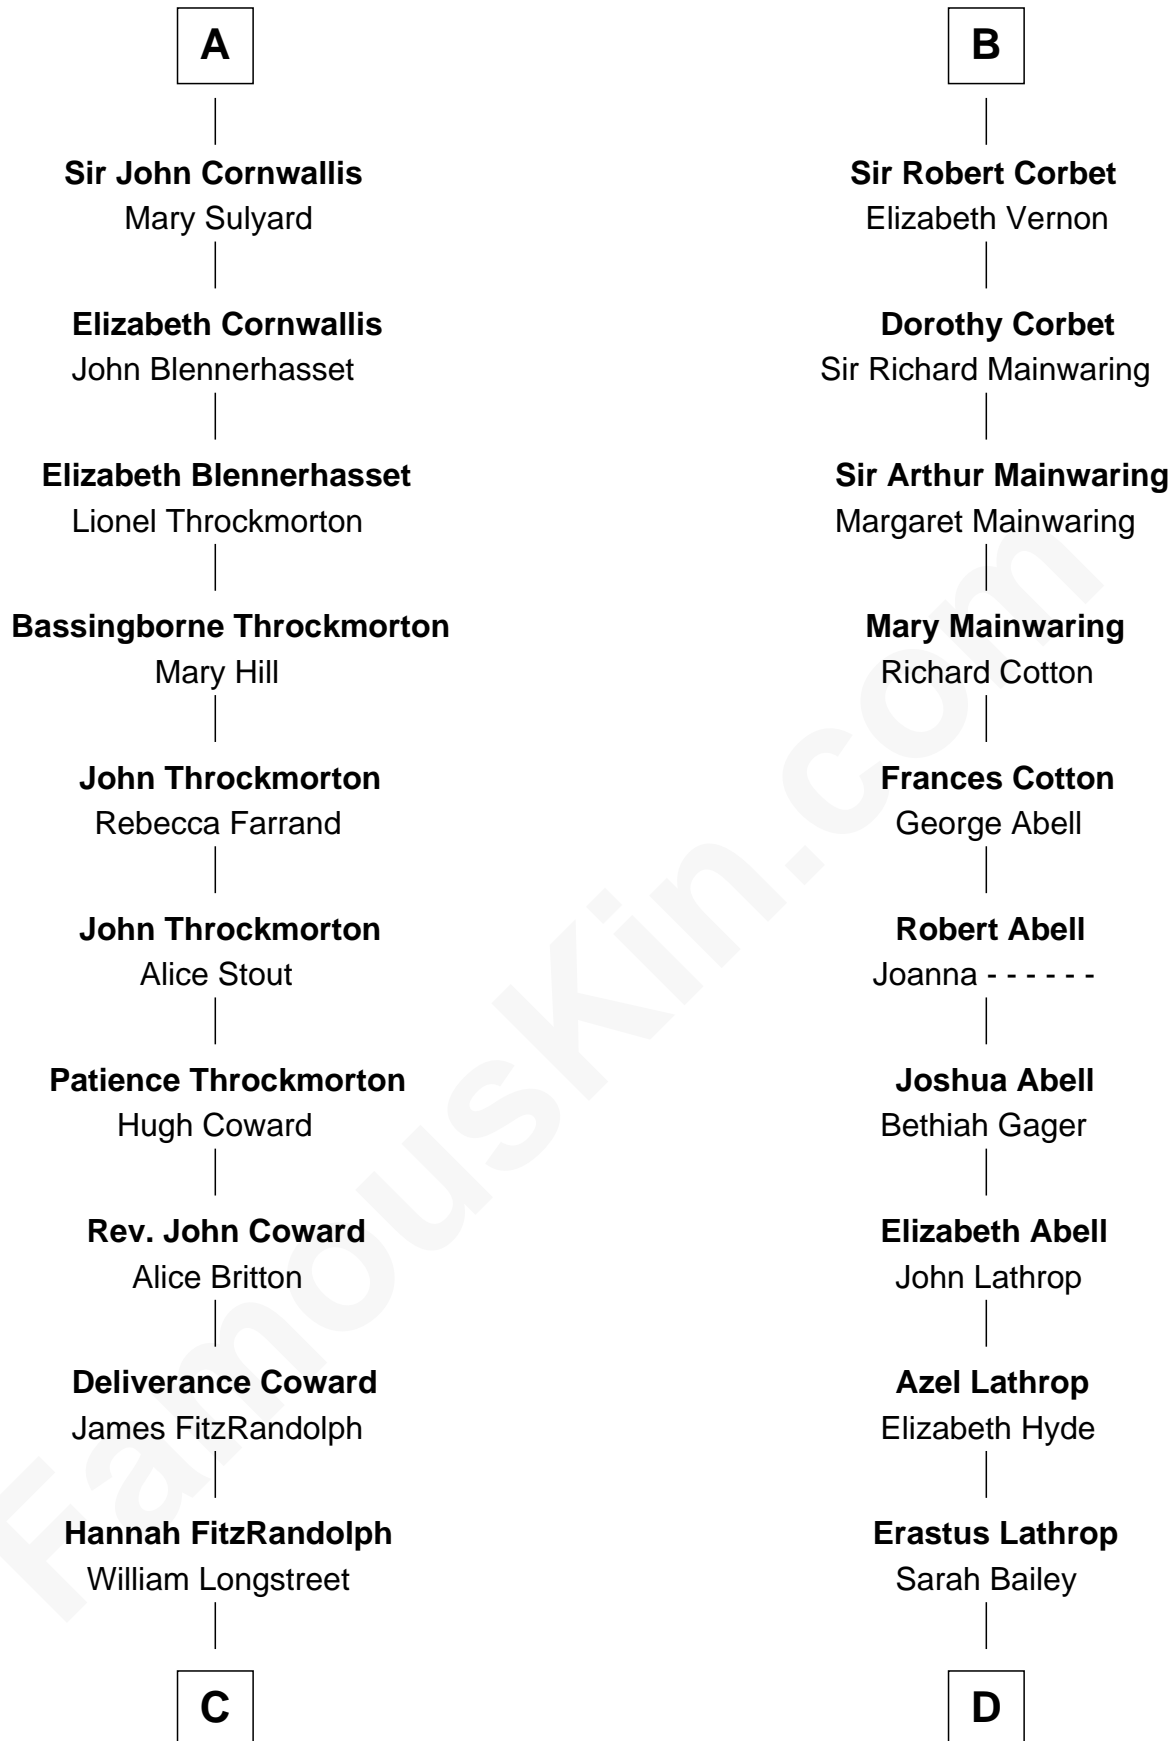 A
Sir John Cornwallis
Mary Sulyard
Elizabeth Cornwallis
John Blennerhasset
Elizabeth Blennerhasset
Lionel Throckmorton
Bassingborne Throckmorton
Mary Hill
John Throckmorton
Rebecca Farrand
John Throckmorton
Alice Stout
Patience Throckmorton
Hugh Coward
Rev. John Coward
Alice Britton
Deliverance Coward
James FitzRandolph
Hannah FitzRandolph
William Longstreet
C
B
Sir Robert Corbet
Elizabeth Vernon
Dorothy Corbet
Sir Richard Mainwaring
Sir Arthur Mainwaring
Margaret Mainwaring
Mary Mainwaring
Richard Cotton
Frances Cotton
George Abell
Robert Abell
Joanna - - - - - -
Joshua Abell
Bethiah Gager
Elizabeth Abell
John Lathrop
Azel Lathrop
Elizabeth Hyde
Erastus Lathrop
Sarah Bailey
D
FamousKin.com